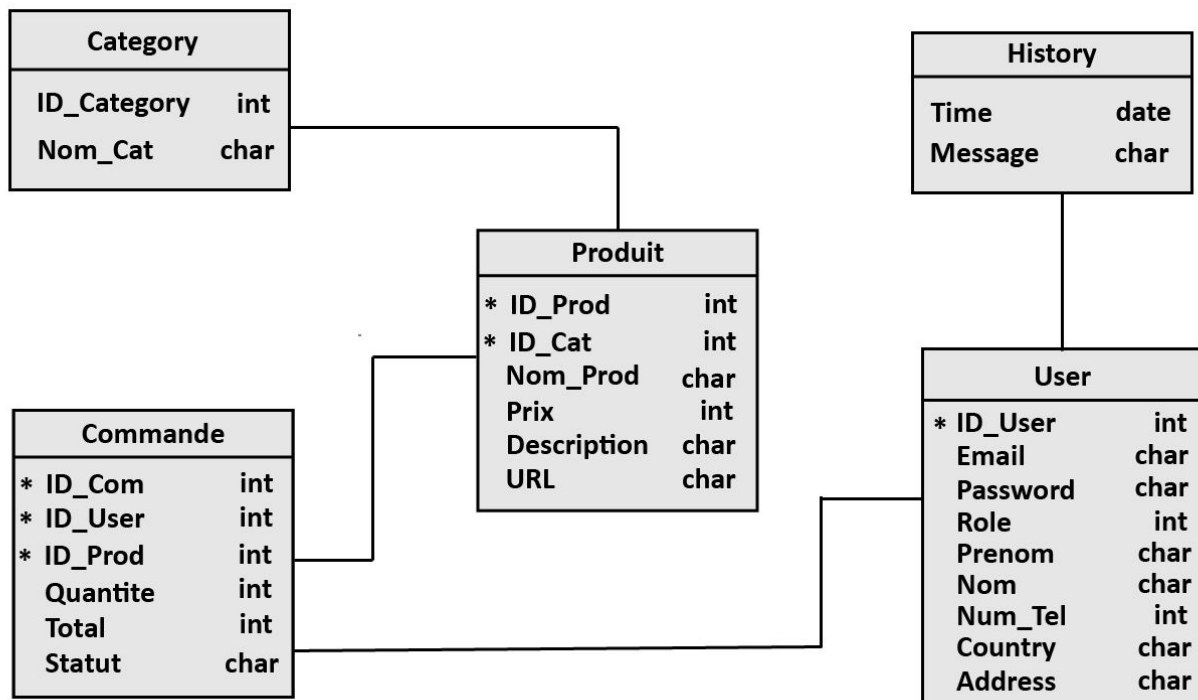 Category
ID_Category int
Nom_Cat char
History
Time date
Message char
Produit
* ID_Prod int
* ID_Cat int
Nom_Prod char
Prix int
Description char
URL char
Commande
* ID_Com int
* ID_User int
* ID_Prod int
Quantite int
Total int
Statut char
User
* ID_User int
Email char
Password char
Role int
Prenom char
Nom char
Num_Tel int
Country char
Address char